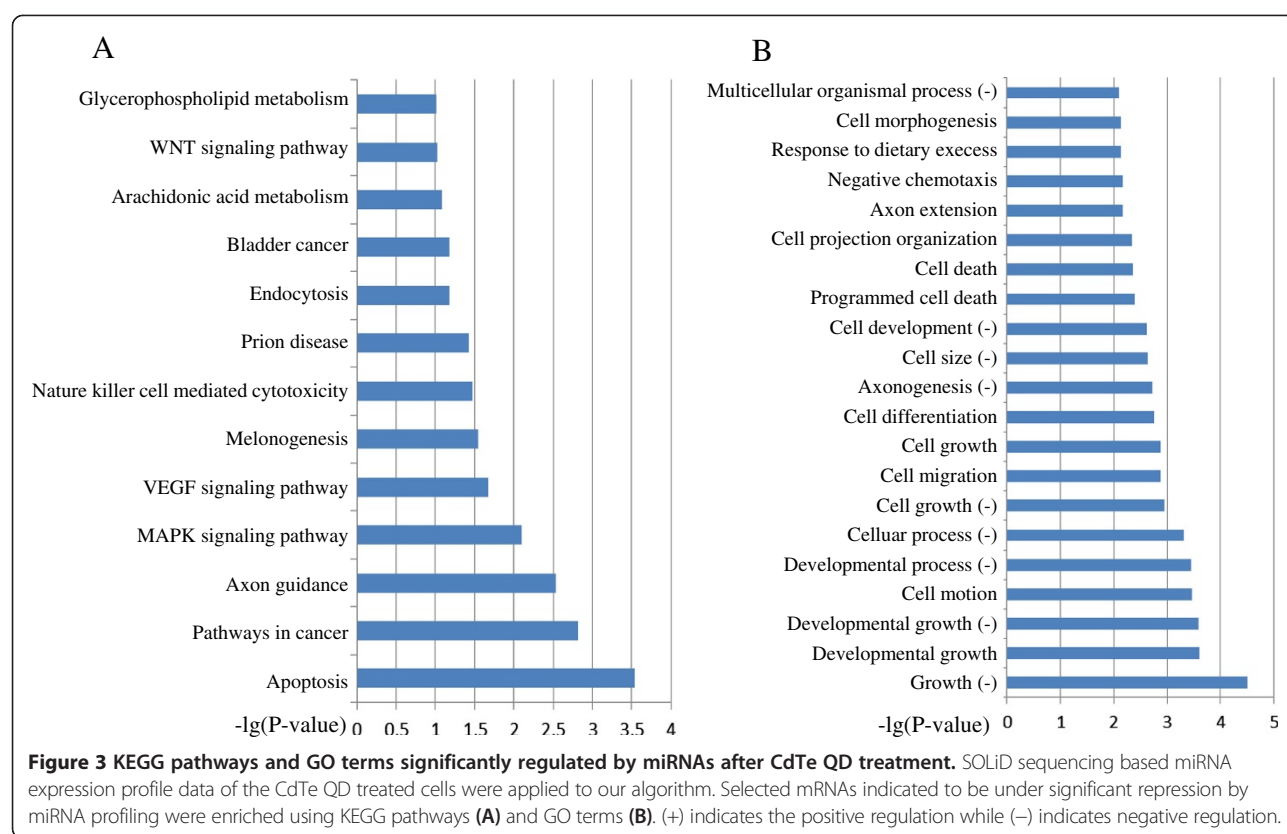 A
Glycerophospholipid metabolism
WNT signaling pathway
Arachidonic acid metabolism
Bladder cancer
Endocytosis
Prion disease
Nature killer cell mediated cytotoxicity
Melonogenesis
VEGF signaling pathway
MAPK signaling pathway
Axon guidance
Pathways in cancer
Apoptosis
-lg(P-value) 0 0.5 1 1.5 2 2.5 3 3.5 4
B
Multicellular organismal process (-)
Cell morphogenesis
Response to dietary execess
Negative chemotaxis
Axon extension
Cell projection organization
Cell death
Programmed cell death
Cell development (-)
Cell size (-)
Axonogenesis (-)
Cell differentiation
Cell growth
Cell migration
Cell growth (-)
Celluar process (-)
Developmental process (-)
Cell motion
Developmental growth (-)
Developmental growth
Growth (-)
-lg(P-value) 0 1 2 3 4 5
Figure 3 KEGG pathways and GO terms significantly regulated by miRNAs after CdTe QD treatment. SOLiD sequencing based miRNA
expression profile data of the CdTe QD treated cells were applied to our algorithm. Selected mRNAs indicated to be under significant repression by
miRNA profiling were enriched using KEGG pathways (A) and GO terms (B). (+) indicates the positive regulation while (−) indicates negative regulation.